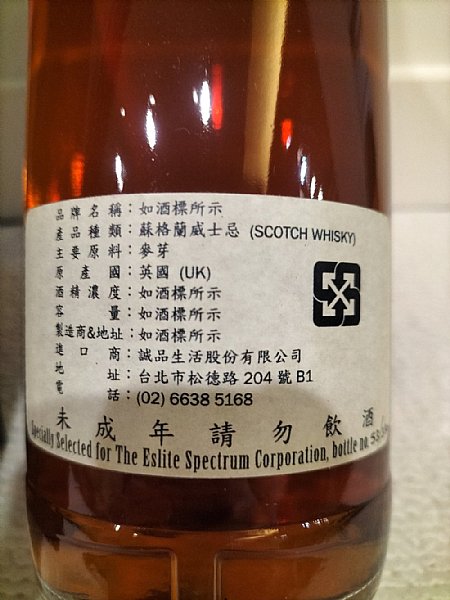 品牌名稱：如酒標所示
產品種類：蘇格蘭威士忌 (SCOTCH WHISKY)
主要原料：麥芽
原產國：英國 (UK)
酒精濃度：如酒標所示
容量：如酒標所示
製造商&地址：如酒標所示
進口商：誠品生活股份有限公司
地址：台北市松德路 204 號 B1
電話：(02) 6638 5168
未成年請勿飲酒
Specially Selected for The Eslite Spectrum Corporation, bottle no.